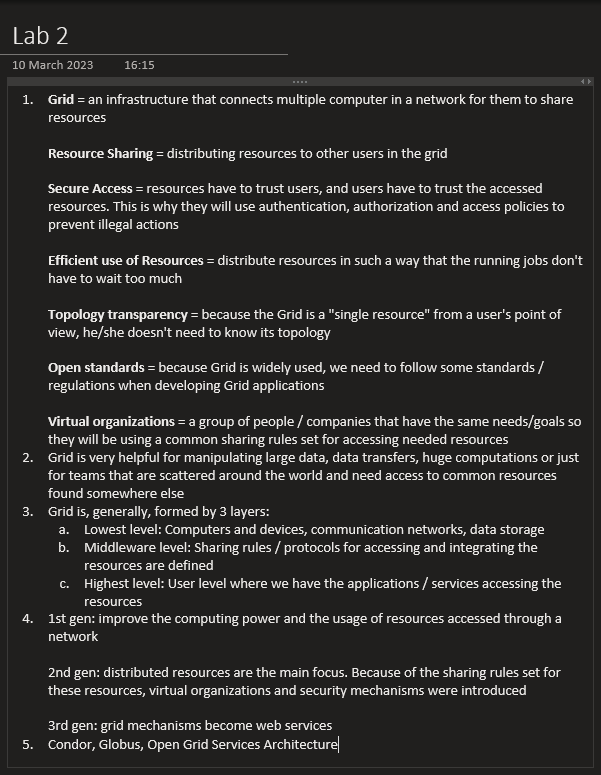 Lab 2
10 March 2023 16:15
1. Grid = an infrastructure that connects multiple computer in a network for them to share
resources
Resource Sharing = distributing resources to other users in the grid
Secure Access = resources have to trust users, and users have to trust the accessed
resources. This is why they will use authentication, authorization and access policies to
prevent illegal actions
Efficient use of Resources = distribute resources in such a way that the running jobs don't
have to wait too much
Topology transparency = because the Grid is a "single resource" from a user's point of
view, he/she doesn't need to know its topology
Open standards = because Grid is widely used, we need to follow some standards /
regulations when developing Grid applications
Virtual organizations = a group of people / companies that have the same needs/goals so
they will be using a common sharing rules set for accessing needed resources
2. Grid is very helpful for manipulating large data, data transfers, huge computations or just
for teams that are scattered around the world and need access to common resources
found somewhere else
3. Grid is, generally, formed by 3 layers:
a. Lowest level: Computers and devices, communication networks, data storage
b. Middleware level: Sharing rules / protocols for accessing and integrating the
resources are defined
c. Highest level: User level where we have the applications / services accessing the
resources
4. 1st gen: improve the computing power and the usage of resources accessed through a
network
2nd gen: distributed resources are the main focus. Because of the sharing rules set for
these resources, virtual organizations and security mechanisms were introduced
3rd gen: grid mechanisms become web services
5. Condor, Globus, Open Grid Services Architecture